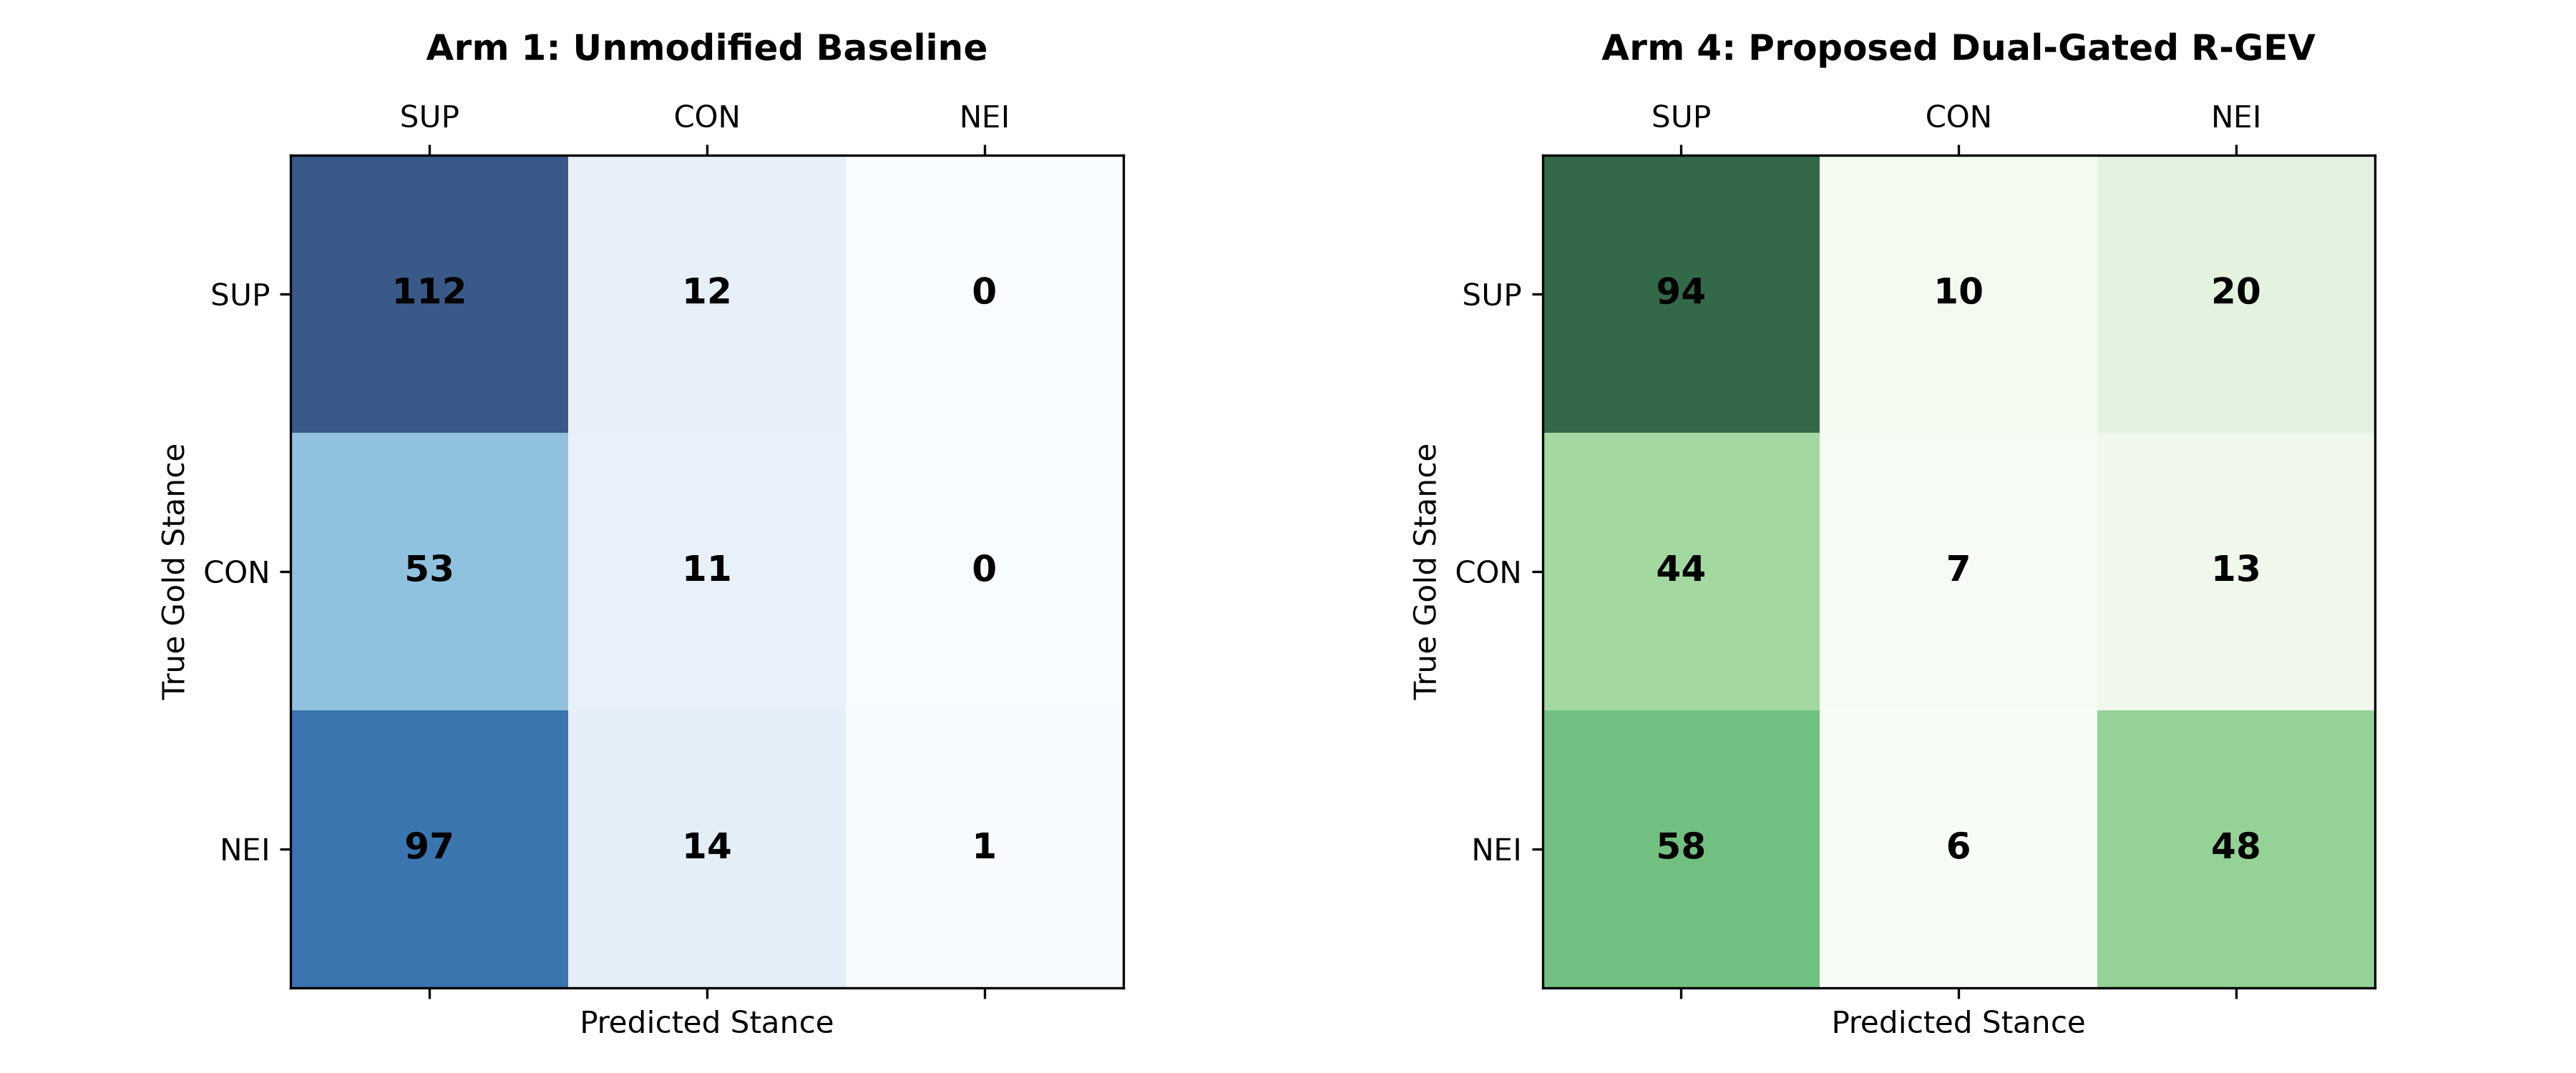 Arm 1: Unmodified Baseline
SUP CON NEI
True Gold Stance
SUP 112 12 0
CON 53 11 0
NEI 97 14 1
Predicted Stance
Arm 4: Proposed Dual-Gated R-GEV
SUP CON NEI
True Gold Stance
SUP 94 10 20
CON 44 7 13
NEI 58 6 48
Predicted Stance